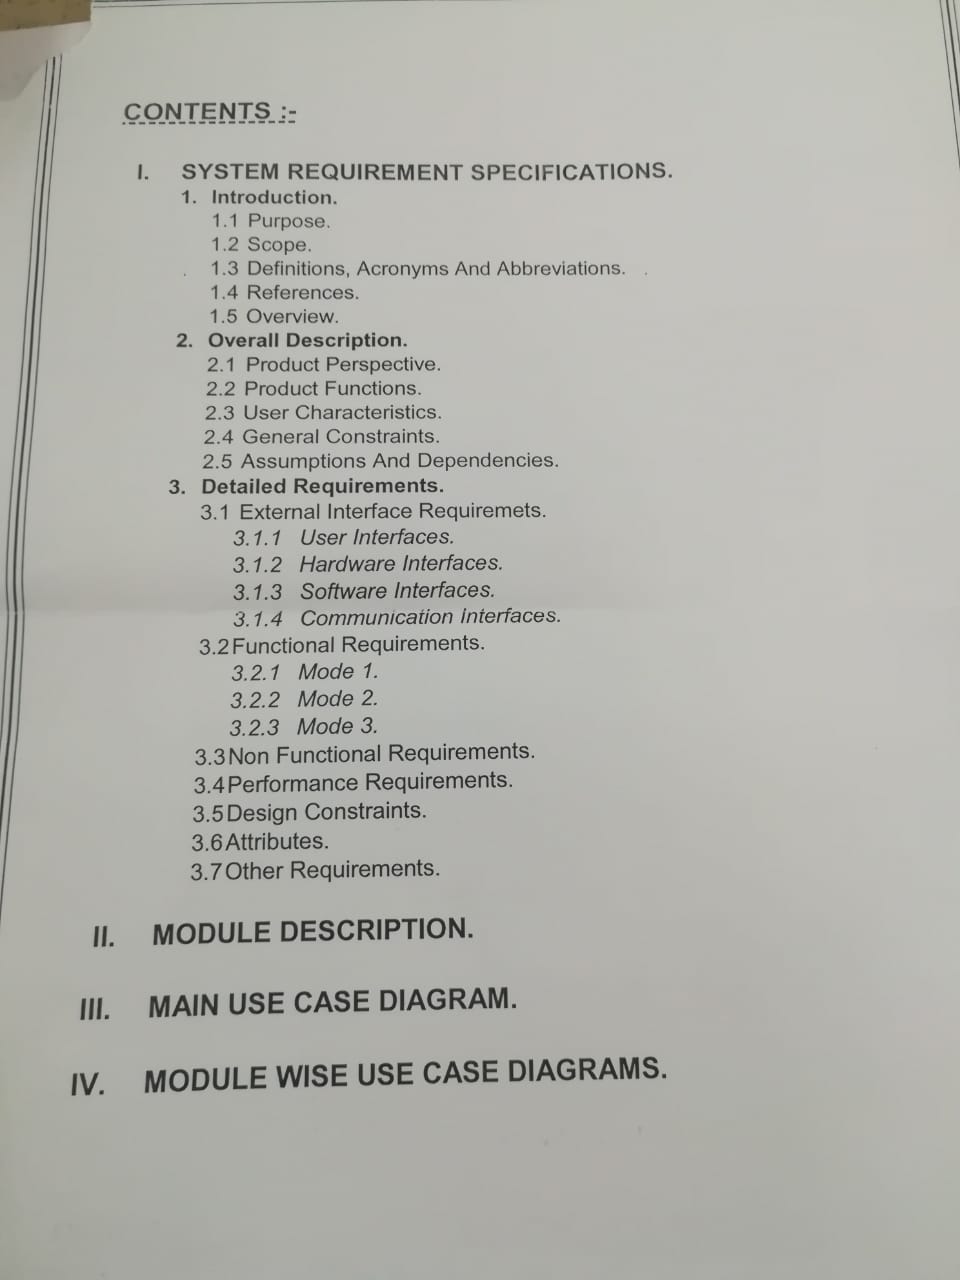 CONTENTS :-
I. SYSTEM REQUIREMENT SPECIFICATIONS.
1. Introduction.
1.1 Purpose.
1.2 Scope.
1.3 Definitions, Acronyms And Abbreviations.
1.4 References.
1.5 Overview.
2. Overall Description.
2.1 Product Perspective.
2.2 Product Functions.
2.3 User Characteristics.
2.4 General Constraints.
2.5 Assumptions And Dependencies.
3. Detailed Requirements.
3.1 External Interface Requiremets.
3.1.1 User Interfaces.
3.1.2 Hardware Interfaces.
3.1.3 Software Interfaces.
3.1.4 Communication Interfaces.
3.2 Functional Requirements.
3.2.1 Mode 1.
3.2.2 Mode 2.
3.2.3 Mode 3.
3.3 Non Functional Requirements.
3.4 Performance Requirements.
3.5 Design Constraints.
3.6 Attributes.
3.7 Other Requirements.
II. MODULE DESCRIPTION.
III. MAIN USE CASE DIAGRAM.
IV. MODULE WISE USE CASE DIAGRAMS.